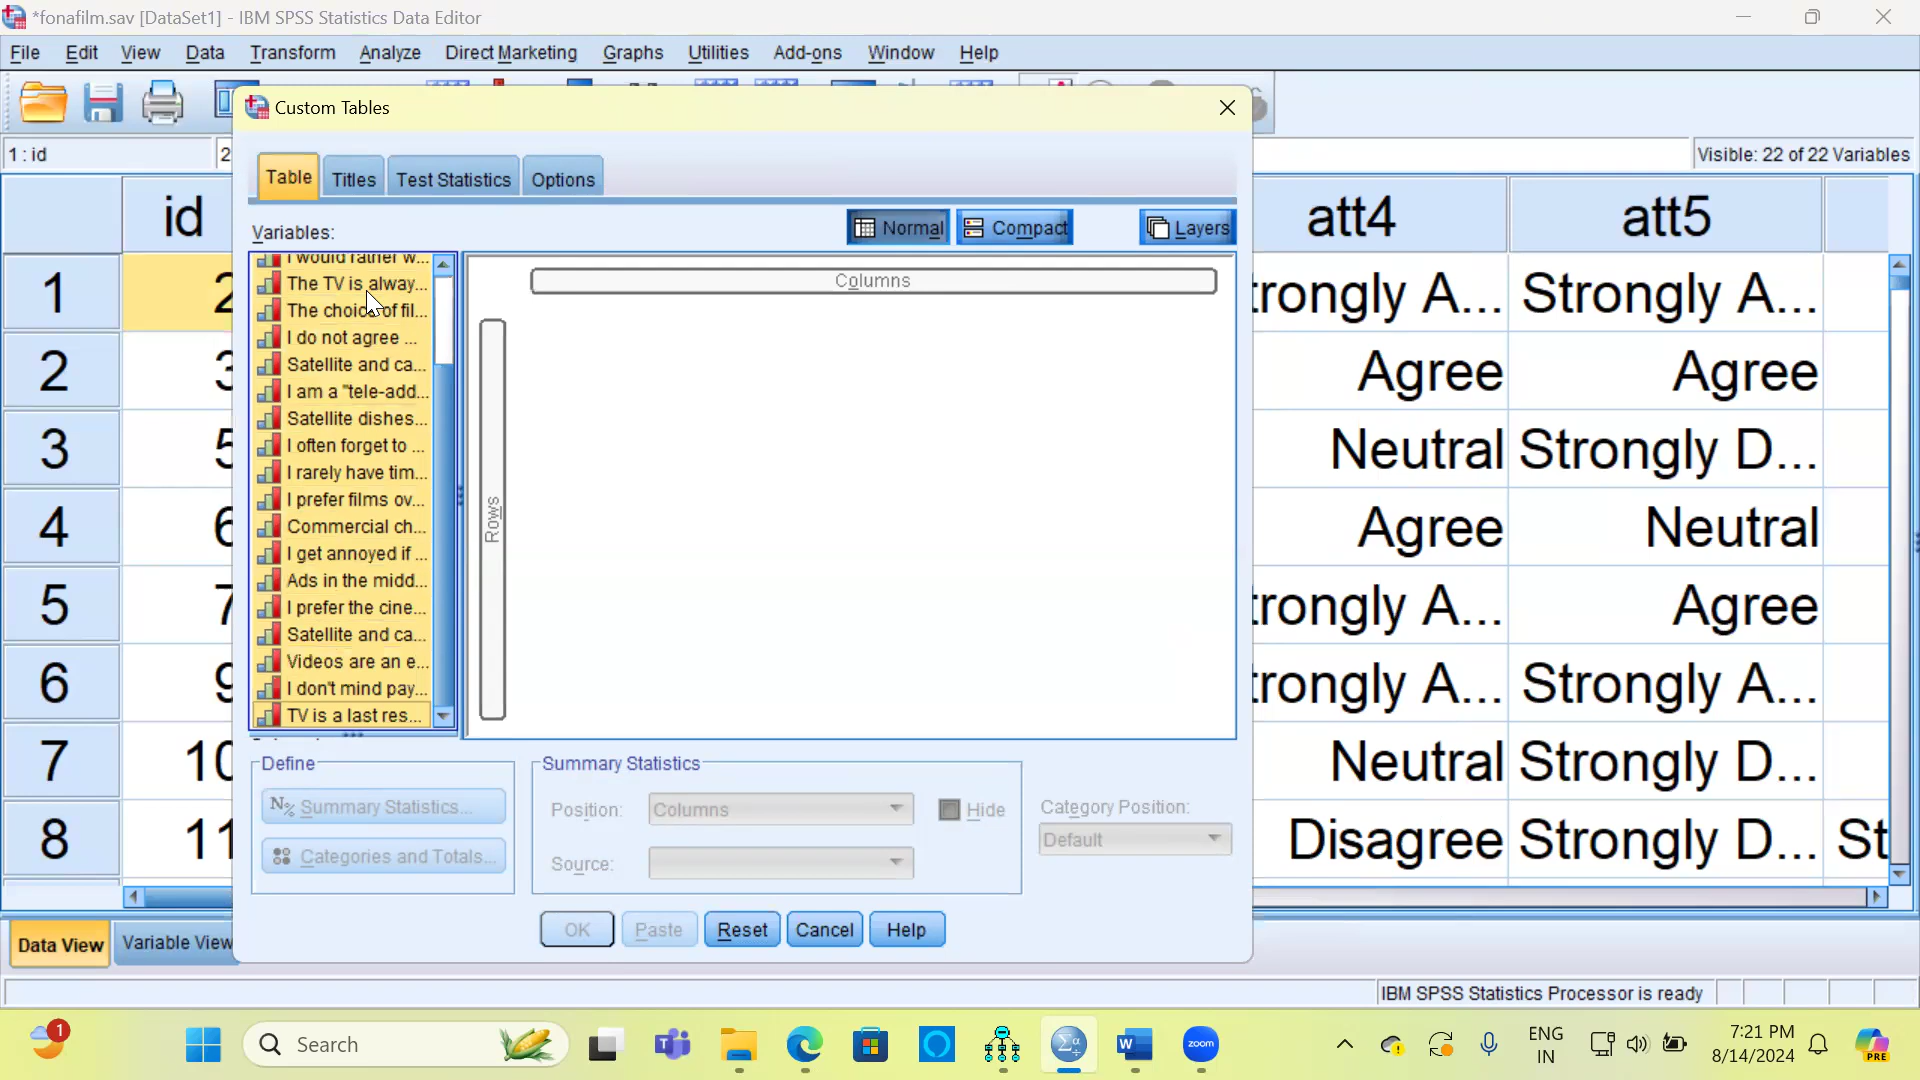 *fonafilm.sav [DataSet1] - IBM SPSS Statistics Data Editor
File Edit View Data Transform Analyze Direct Marketing Graphs Utilities Add-ons Window Help
Custom Tables
1 : id 2
Visible: 22 of 22 Variables
Table Titles Test Statistics Options
id att4 att5
Variables:
Normal Compact Layers
I would rather w...
The TV is alway...
The choice of fil...
I do not agree ...
Satellite and ca...
I am a "tele-add...
Satellite dishes...
I often forget to ...
I rarely have tim...
I prefer films ov...
Commercial ch...
I get annoyed if ...
Ads in the midd...
I prefer the cine...
Satellite and ca...
Videos are an e...
I don't mind pay...
TV is a last res...
Columns
Rows
1 2 trongly A... Strongly A...
2 3 Agree Agree
3 5 Neutral Strongly D...
4 6 Agree Neutral
5 7 trongly A... Agree
6 9 trongly A... Strongly A...
7 10 Neutral Strongly D...
8 11 Disagree Strongly D... St
Define
N% Summary Statistics...
Categories and Totals...
Summary Statistics
Position: Columns Hide
Source:
Category Position:
Default
OK Paste Reset Cancel Help
Data View Variable View
IBM SPSS Statistics Processor is ready
1
Search
zoom
ENG
IN
7:21 PM
8/14/2024
PRE